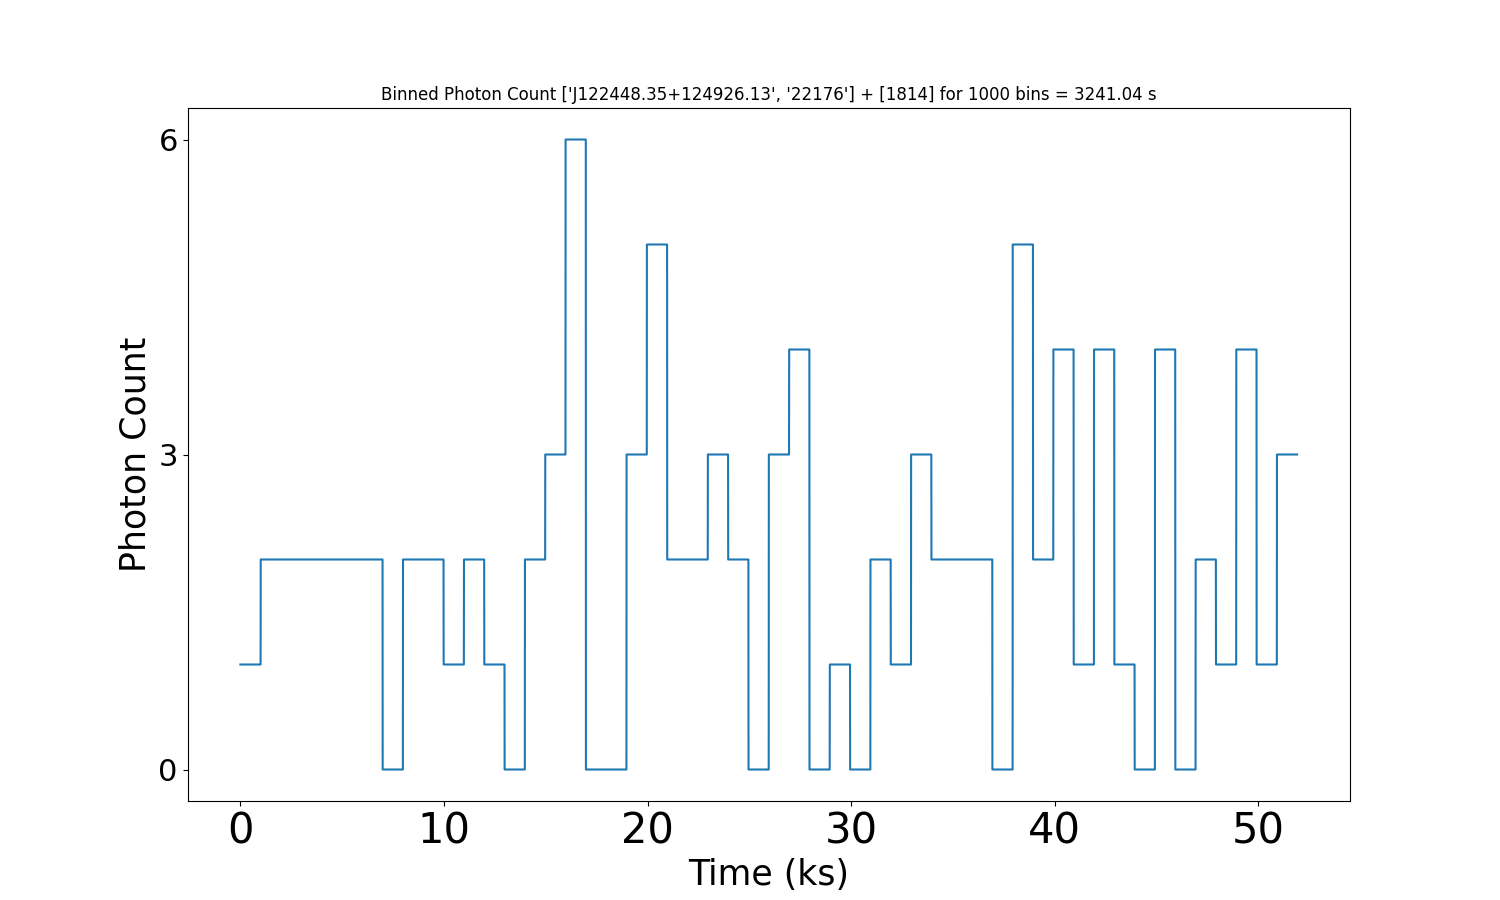 Binned Photon Count ['J122448.35+124926.13', '22176'] + [1814] for 1000 bins = 3241.04 s
Photon Count
6
3
0
0 10 20 30 40 50
Time (ks)